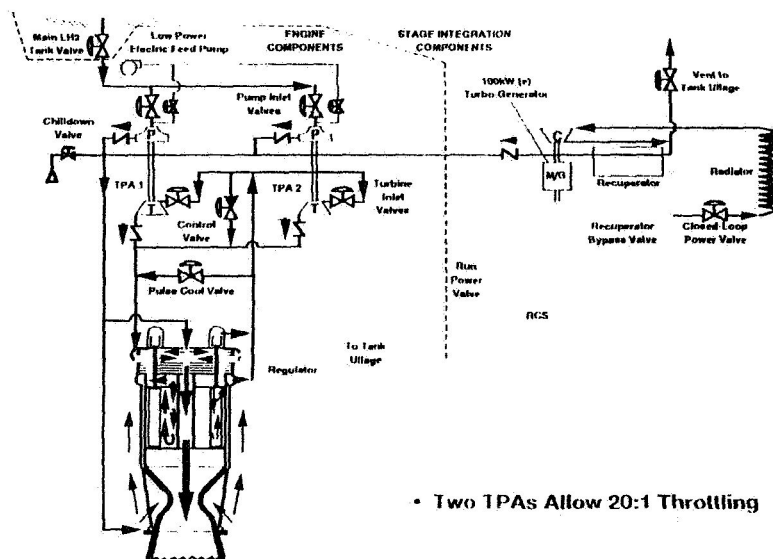 Main LH2
Tank Valve
Low Power
Electric Feed Pump
ENGINE
COMPONENTS
STAGE INTEGRATION
COMPONENTS
100kW (e)
Turbo-Generator
Vent to
Tank Ullage
Pump Inlet
Valves
Chilldown
Valve
P
P
C
M/G
Recuperator
Radiator
TPA 1
TPA 2
T
T
Turbine
Inlet
Valves
Control
Valve
Recuperator
Bypass Valve
Closed-Loop
Power Valve
Pulse Cool Valve
Run
Power
Valve
RCS
To Tank
Ullage
Regulator
• Two TPAs Allow 20:1 Throttling